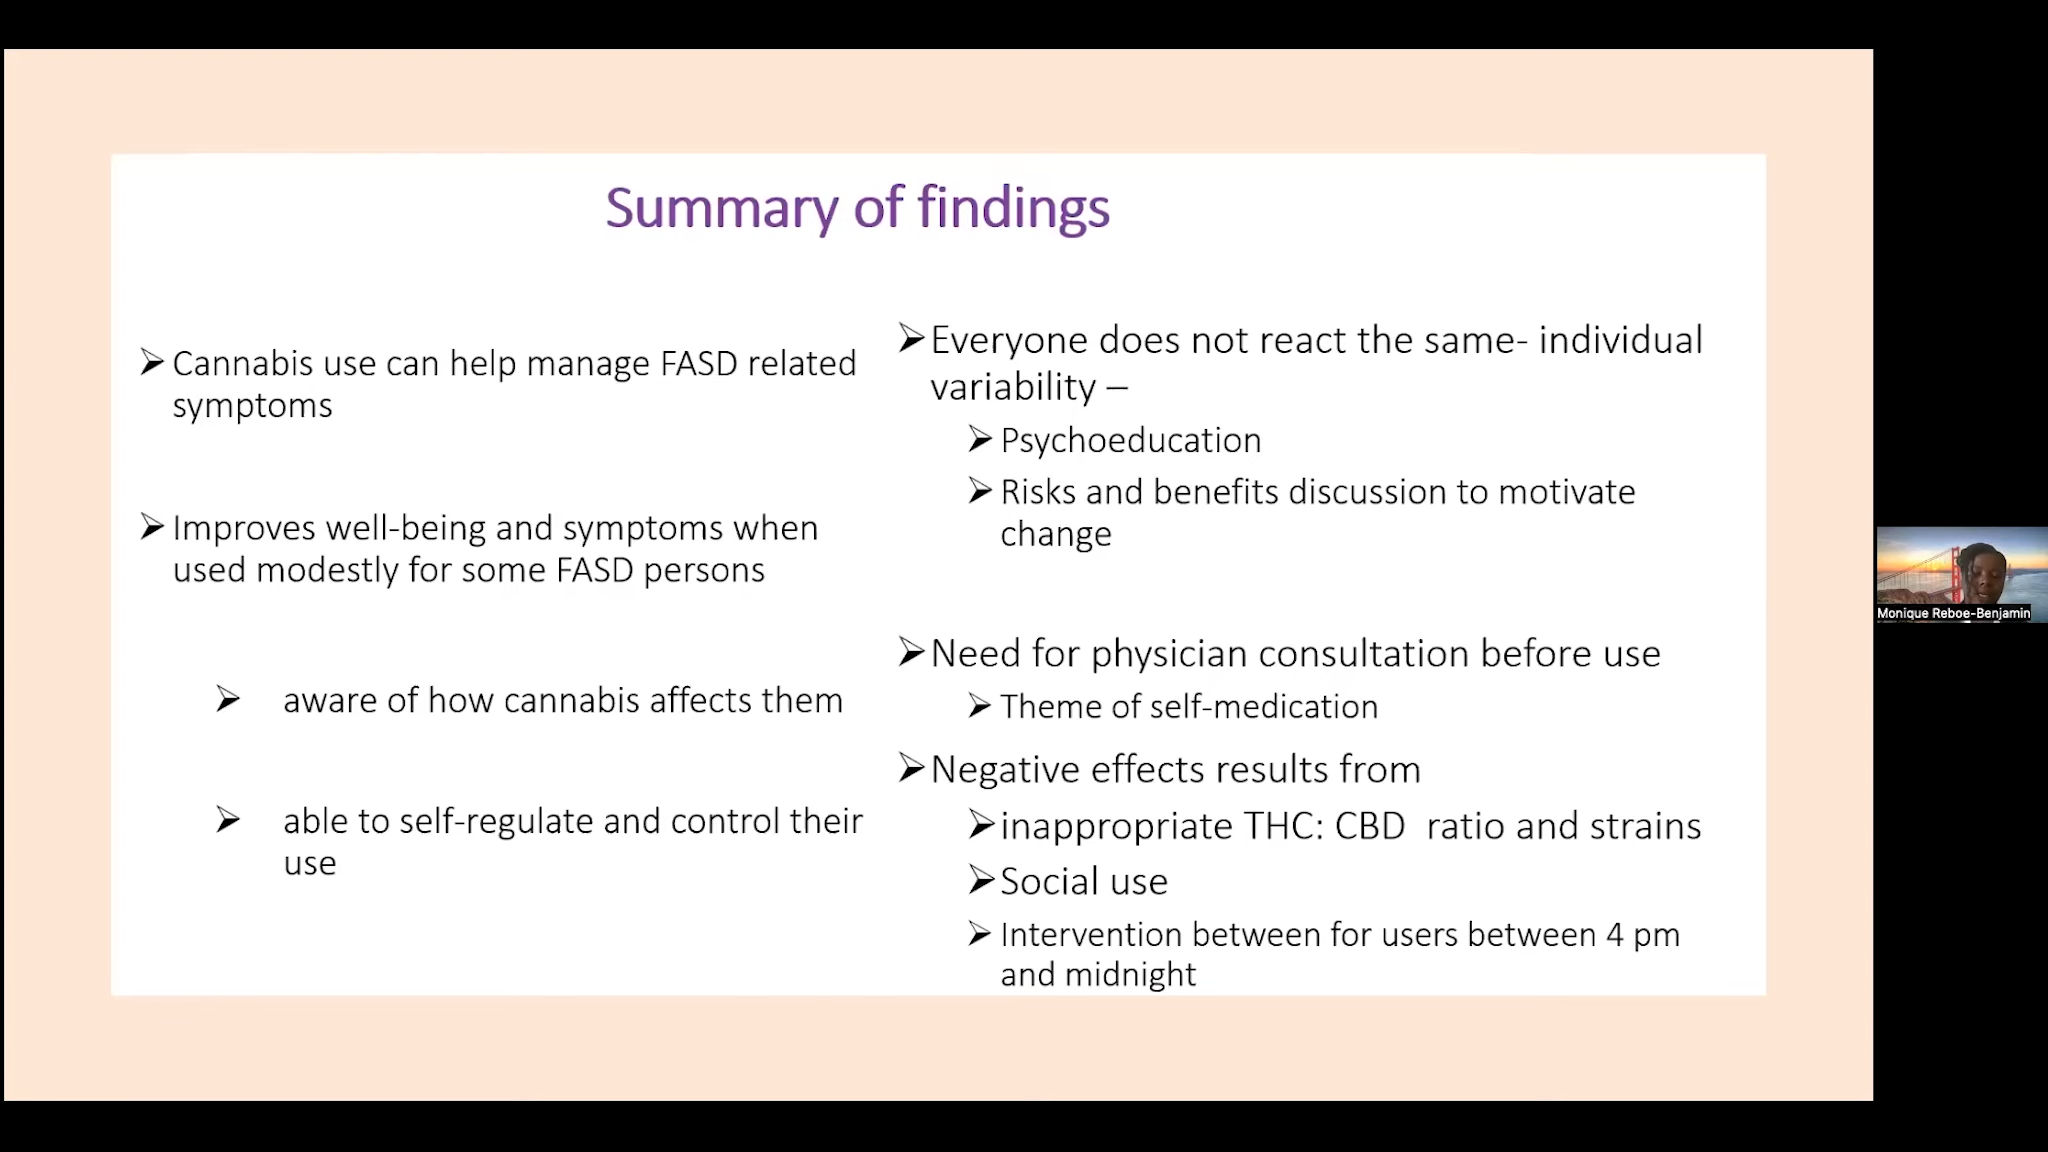 Summary of findings
➢Cannabis use can help manage FASD related
symptoms
➢Improves well-being and symptoms when
used modestly for some FASD persons
➢ aware of how cannabis affects them
➢ able to self-regulate and control their
use
➢Everyone does not react the same- individual
variability –
➢Psychoeducation
➢Risks and benefits discussion to motivate
change
➢Need for physician consultation before use
➢Theme of self-medication
➢Negative effects results from
➢inappropriate THC: CBD ratio and strains
➢Social use
➢Intervention between for users between 4 pm
and midnight
Monique Reboe-Benjamin